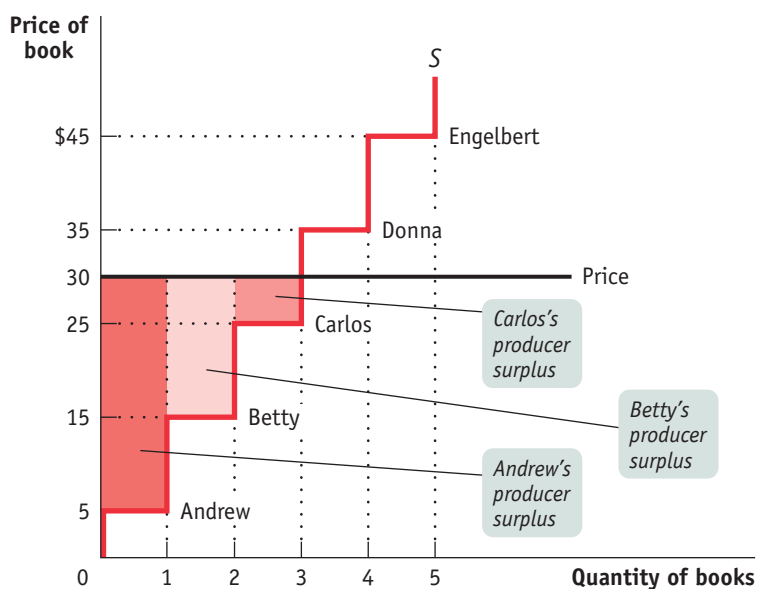 Price of
book
S
$45
Engelbert
35
Donna
30
Price
25
Carlos
Carlos's
producer
surplus
15
Betty
Betty's
producer
surplus
Andrew's
producer
surplus
5
Andrew
0 1 2 3 4 5 Quantity of books